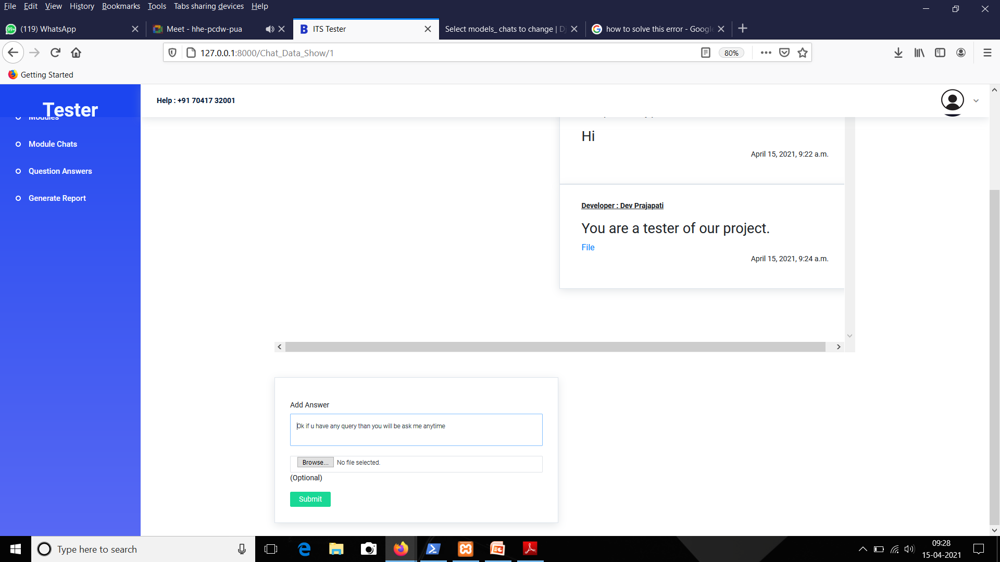 File Edit View History Bookmarks Tools Tabs sharing devices Help
(119) WhatsApp
Meet - hhe-pcdw-pua
ITS Tester
Select models_ chats to change | Dj
how to solve this error - Google
127.0.0.1:8000/Chat_Data_Show/1
80%
Getting Started
Tester
Help : +91 70417 32001
Modules
Module Chats
Question Answers
Generate Report
Hi
April 15, 2021, 9:22 a.m.
Developer : Dev Prajapati
You are a tester of our project.
File
April 15, 2021, 9:24 a.m.
Add Answer
Ok if u have any query than you will be ask me anytime
Browse... No file selected.
(Optional)
Submit
Type here to search
09:28
15-04-2021